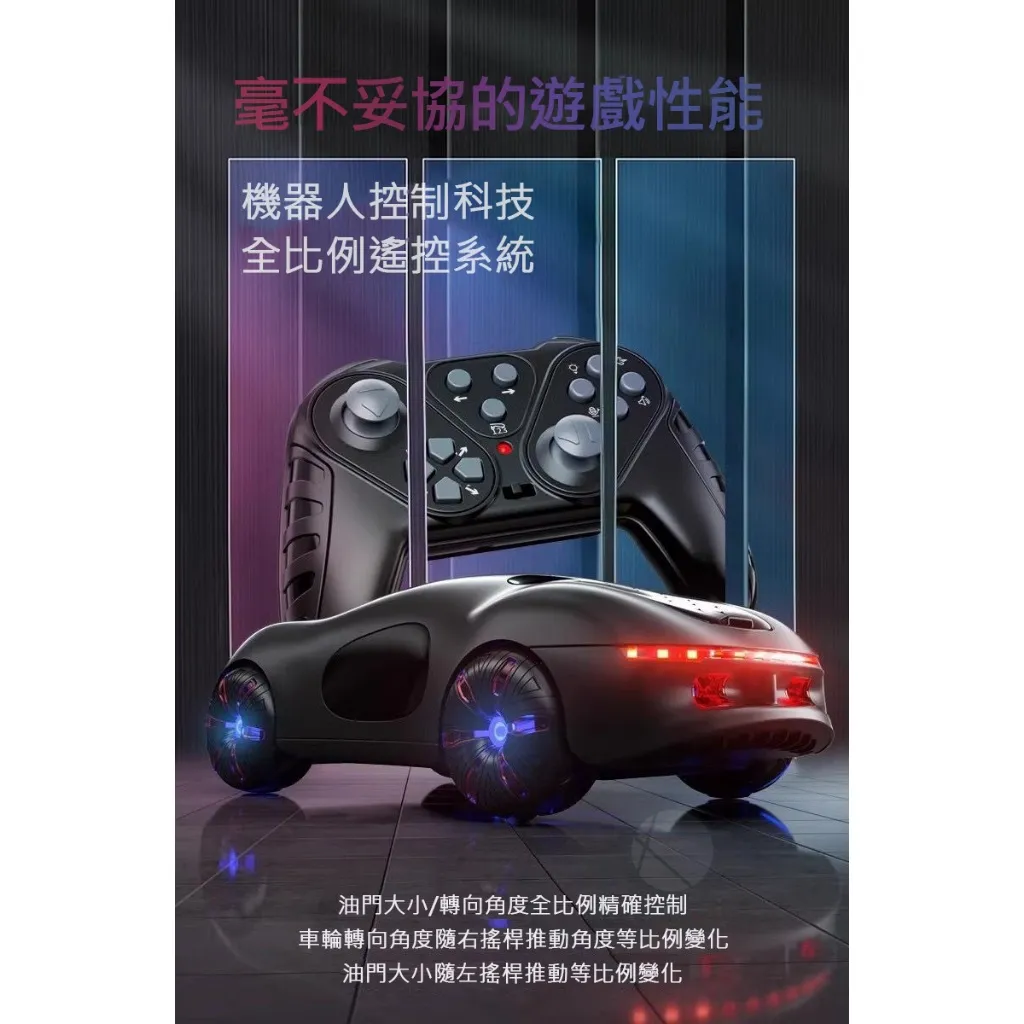 毫不妥協的遊戲性能
機器人控制科技
全比例遙控系統
油門大小/轉向角度全比例精確控制
車輪轉向角度隨右搖桿推動角度等比例變化
油門大小隨左搖桿推動等比例變化